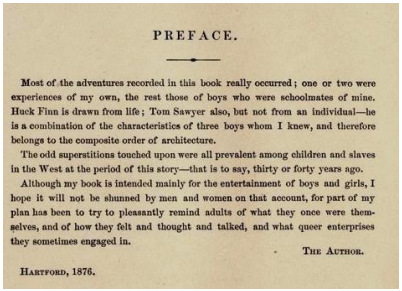 PREFACE.
Most of the adventures recorded in this book really occurred; one or two were
experiences of my own, the rest those of boys who were schoolmates of mine.
Huck Finn is drawn from life; Tom Sawyer also, but not from an individual—he
is a combination of the characteristics of three boys whom I knew, and therefore
belongs to the composite order of architecture.
The odd superstitions touched upon were all prevalent among children and slaves
in the West at the period of this story—that is to say, thirty or forty years ago.
Although my book is intended mainly for the entertainment of boys and girls, I
hope it will not be shunned by men and women on that account, for part of my
plan has been to try to pleasantly remind adults of what they once were them-
selves, and of how they felt and thought and talked, and what queer enterprises
they sometimes engaged in.
THE AUTHOR.
HARTFORD, 1876.